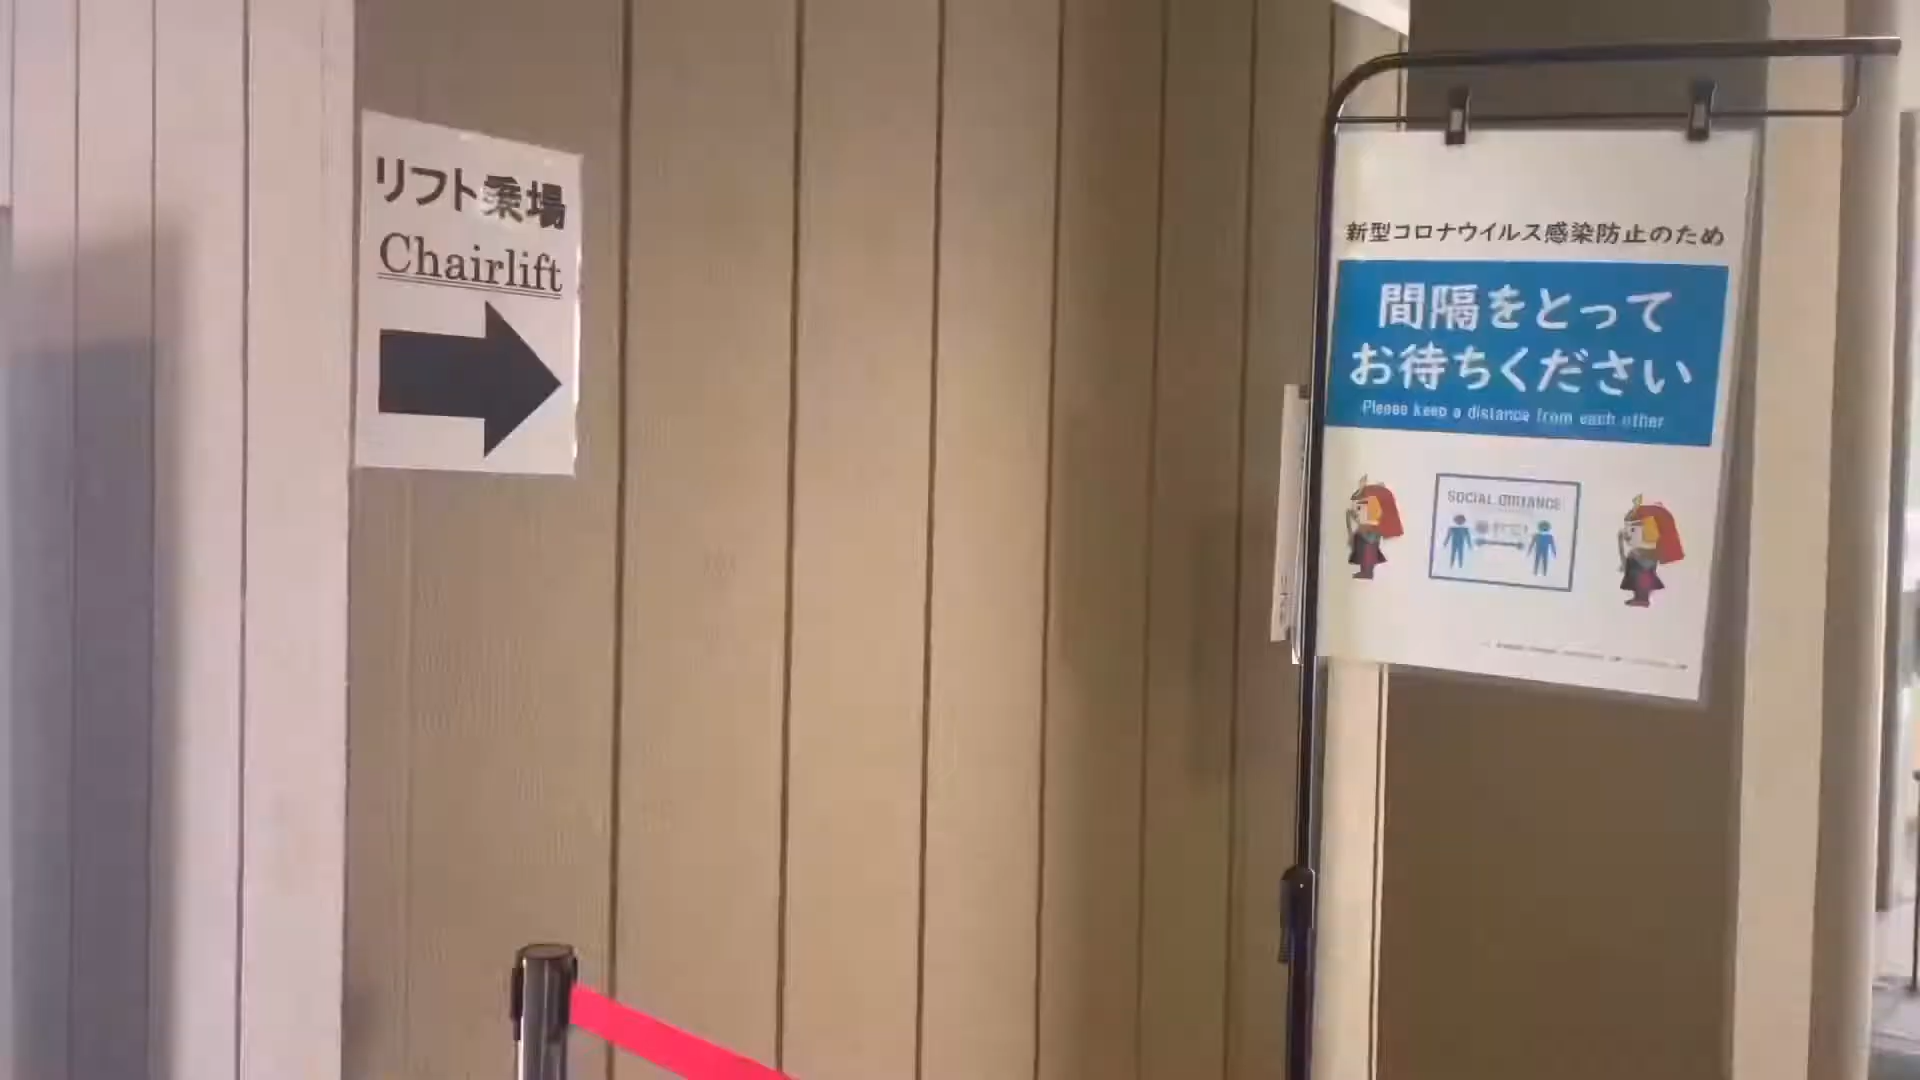 リフト乗場
Chairlift
新型コロナウイルス感染防止のため
間隔をとって
お待ちください
Please keep a distance from each other
SOCIAL DISTANCE